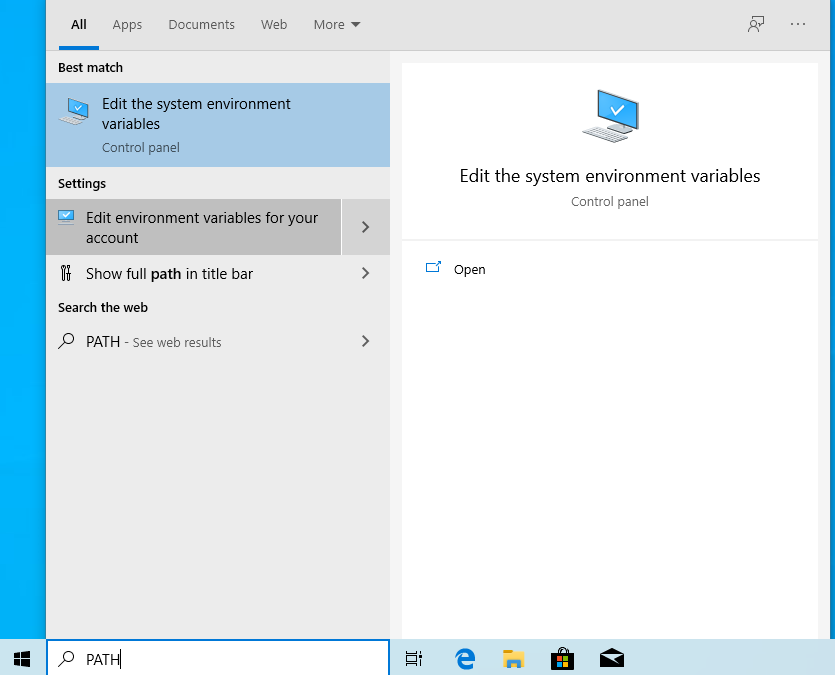 All Apps Documents Web More
Best match
Edit the system environment
variables
Control panel
Settings
Edit environment variables for your
account
Show full path in title bar
Search the web
PATH - See web results
Edit the system environment variables
Control panel
Open
PATH